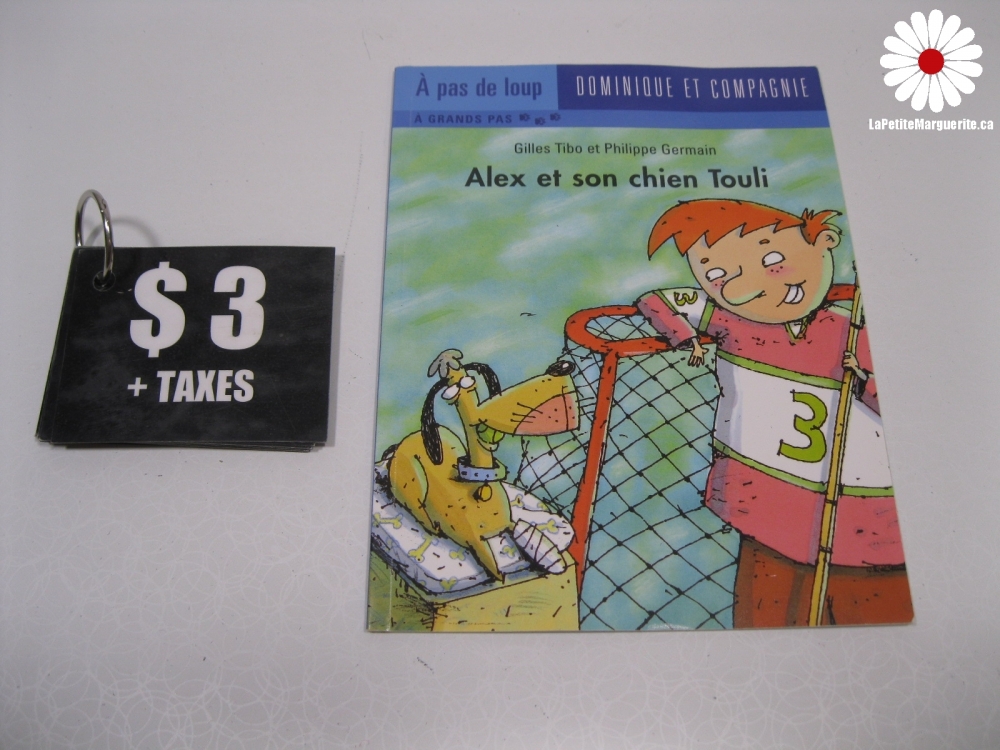 LaPetiteMarguerite.ca
$ 3
+ TAXES
À pas de loup
DOMINIQUE ET COMPAGNIE
À GRANDS PAS
Gilles Tibo et Philippe Germain
Alex et son chien Touli
3
3